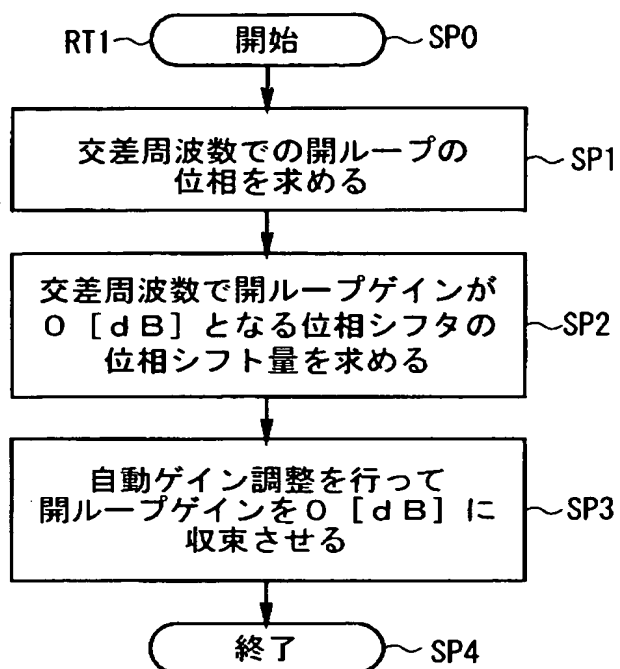 RT1 開始 SP0
交差周波数での開ループの
位相を求める SP1
交差周波数で開ループゲインが
0[dB]となる位相シフタの SP2
位相シフト量を求める
自動ゲイン調整を行って
開ループゲインを0[dB]に SP3
収束させる
終了 SP4